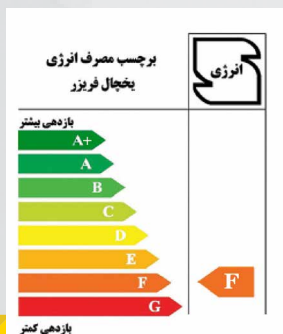 برچسب مصرف انرژی
یخچال فریزر
انرژی
بازدهی بیشتر
A+
A
B
C
D
E
F
F
G
بازدهی کمتر